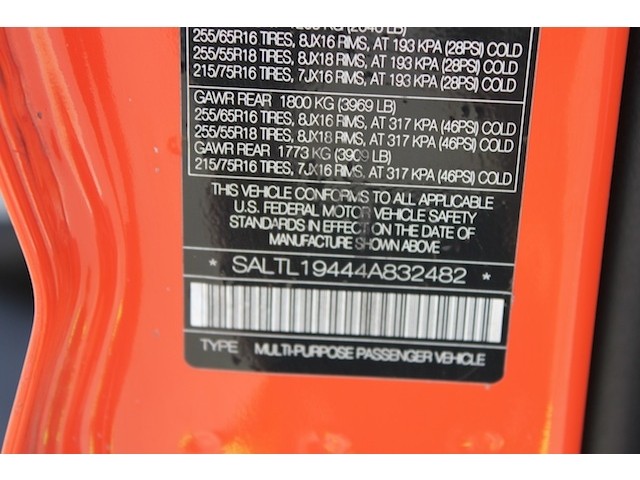 255/65R16 TIRES, 8JX16 RIMS, AT 193 KPA (28PSI) COLD
255/55R18 TIRES, 8JX18 RIMS, AT 193 KPA (28PSI) COLD
215/75R16 TIRES, 7JX16 RIMS, AT 193 KPA (28PSI) COLD
GAWR REAR 1800 KG (3969 LB)
255/65R16 TIRES, 8JX16 RIMS, AT 317 KPA (46PSI) COLD
255/55R18 TIRES, 8JX18 RIMS, AT 317 KPA (46PSI) COLD
GAWR REAR 1773 KG (3909 LB)
215/75R16 TIRES, 7JX16 RIMS, AT 317 KPA (46PSI) COLD
THIS VEHICLE CONFORMS TO ALL APPLICABLE
U.S. FEDERAL MOTOR VEHICLE SAFETY
STANDARDS IN EFFECT ON THE DATE OF
MANUFACTURE SHOWN ABOVE
* SALTL19444A832482 *
TYPE MULTI-PURPOSE PASSENGER VEHICLE